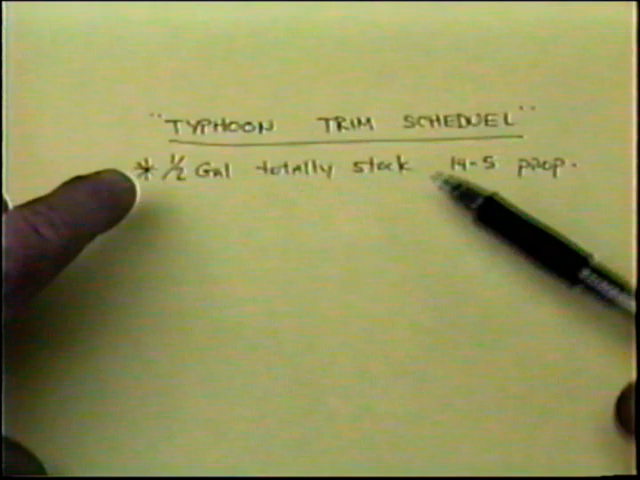 "TYPHOON TRIM SCHEDUEL"
* 1/2 Gal totally stock 14-5 prop.